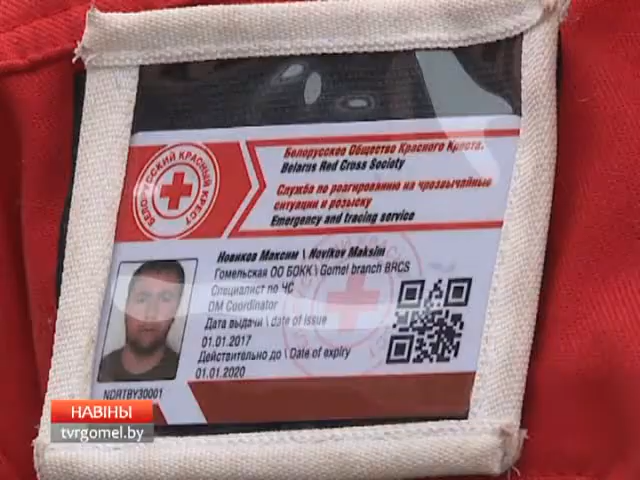 Белорусское Общество Красного Креста.
Belarus Red Cross Society
БЕЛОРУССКИЙ КРАСНЫЙ КРЕСТ
Служба по реагированию на чрезвычайные
ситуации и розыску
Emergency and tracing service
Новиков Максим \ Novikov Maksim
Гомельская ОО БОКК \ Gomel branch BRCS
Специалист по ЧС
DM Coordinator
Дата выдачи \ date of issue
01.01.2017
Действительно до \ Date of expiry
01.01.2020
NDRTBY30001
НАВІНЫ
tvrgomel.by